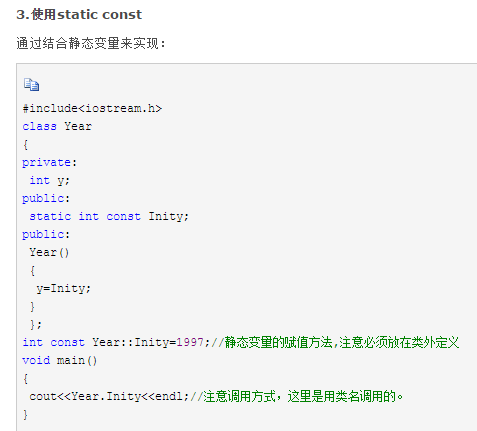 3.使用static const
通过结合静态变量来实现：
#include<iostream.h>
class Year
{
private:
 int y;
public:
 static int const Inity;
public:
 Year()
 {
  y=Inity;
 }
 };
int const Year::Inity=1997;//静态变量的赋值方法,注意必须放在类外定义
void main()
{
 cout<<Year.Inity<<endl;//注意调用方式，这里是用类名调用的。
}